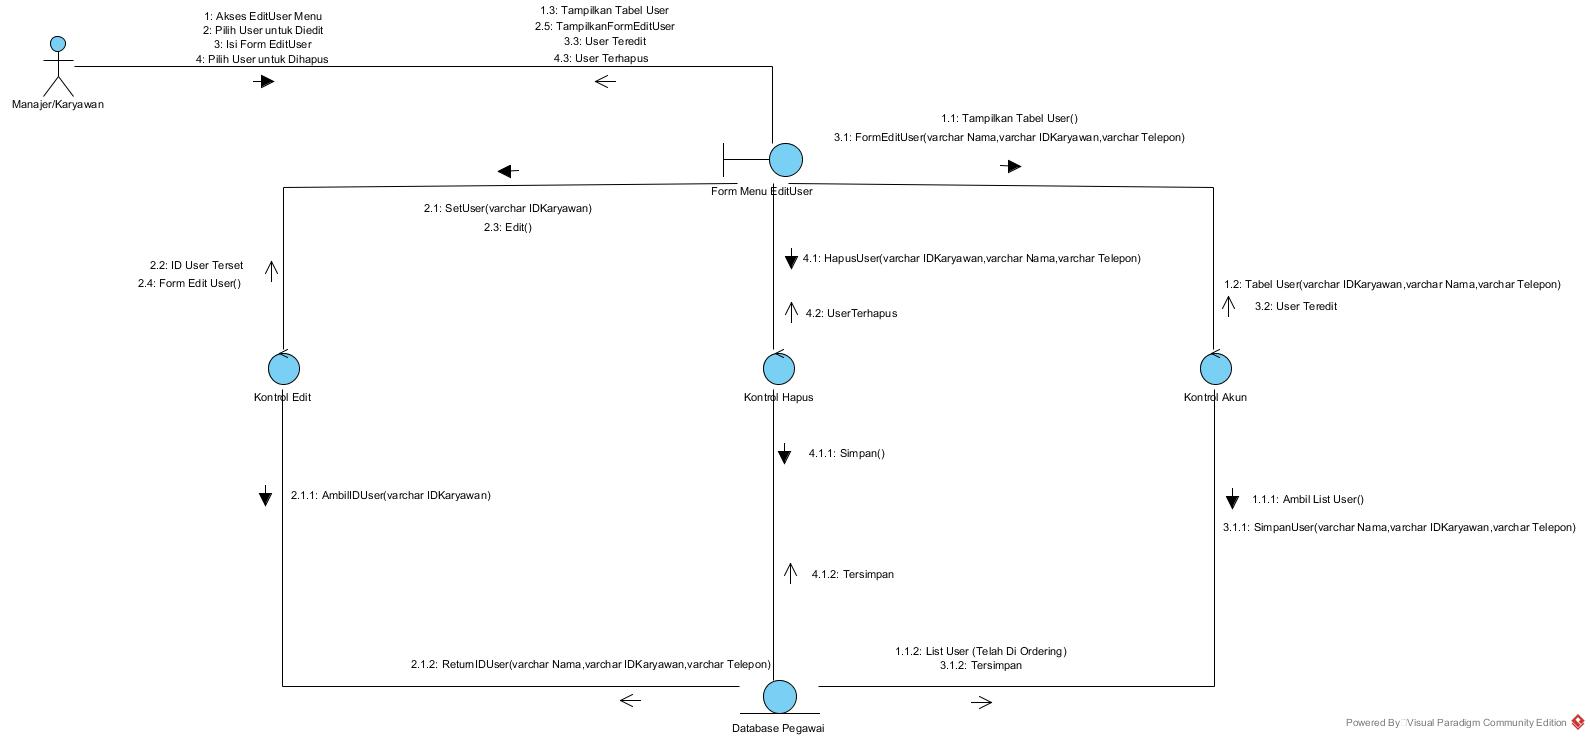 1: Akses EditUser Menu
2: Pilih User untuk Diedit
3: Isi Form EditUser
4: Pilih User untuk Dihapus
1.3: Tampilkan Tabel User
2.5: TampilkanFormEditUser
3.3: User Teredit
4.3: User Terhapus
Manajer/Karyawan
1.1: Tampilkan Tabel User()
3.1: FormEditUser(varchar Nama,varchar IDKaryawan,varchar Telepon)
Form Menu EditUser
2.1: SetUser(varchar IDKaryawan)
2.3: Edit()
2.2: ID User Terset
2.4: Form Edit User()
4.1: HapusUser(varchar IDKaryawan,varchar Nama,varchar Telepon)
4.2: UserTerhapus
1.2: Tabel User(varchar IDKaryawan,varchar Nama,varchar Telepon)
3.2: User Teredit
Kontrol Edit
Kontrol Hapus
Kontrol Akun
4.1.1: Simpan()
2.1.1: AmbilIDUser(varchar IDKaryawan)
1.1.1: Ambil List User()
3.1.1: SimpanUser(varchar Nama,varchar IDKaryawan,varchar Telepon)
4.1.2: Tersimpan
2.1.2: ReturnIDUser(varchar Nama,varchar IDKaryawan,varchar Telepon)
1.1.2: List User (Telah Di Ordering)
3.1.2: Tersimpan
Database Pegawai
Powered By Visual Paradigm Community Edition